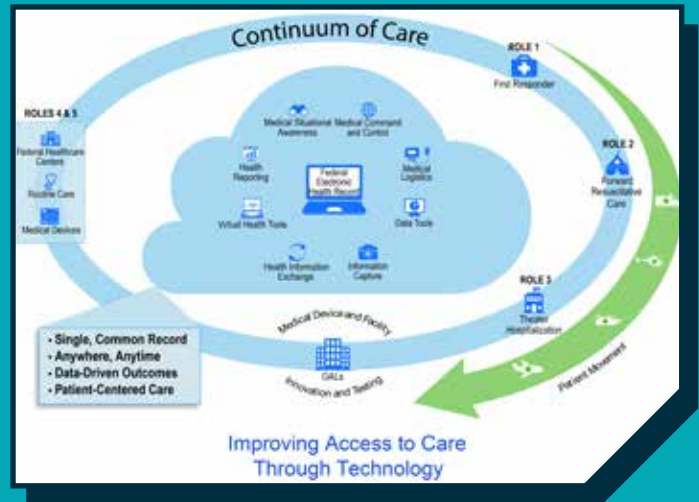 Continuum of Care
ROLE 1
First Responder
ROLE 2
Forward
Resuscitative
Care
ROLE 3
Theater
Hospitalization
Patient Movement
ROLES 4 & 5
Federal Healthcare
Centers
Routine Care
Medical Devices
Medical Situational
Awareness
Medical Command
and Control
Health
Reporting
Federal
Electronic
Health Record
Medical
Logistics
Virtual Health Tools
Data Tools
Health Information
Exchange
Information
Capture
• Single, Common Record
• Anywhere, Anytime
• Data-Driven Outcomes
• Patient-Centered Care
Medical Device and Facility
GALs
Innovation and Testing
Improving Access to Care
Through Technology